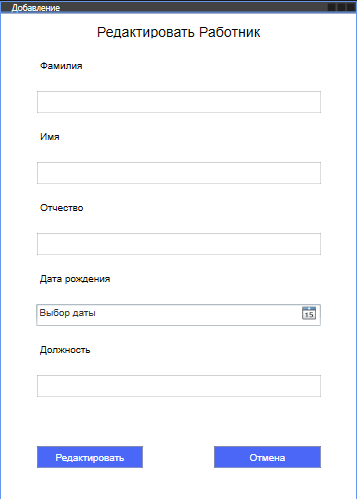 Добавление
Редактировать Работник
Фамилия
Имя
Отчество
Дата рождения
Выбор даты 15
Должность
Редактировать Отмена